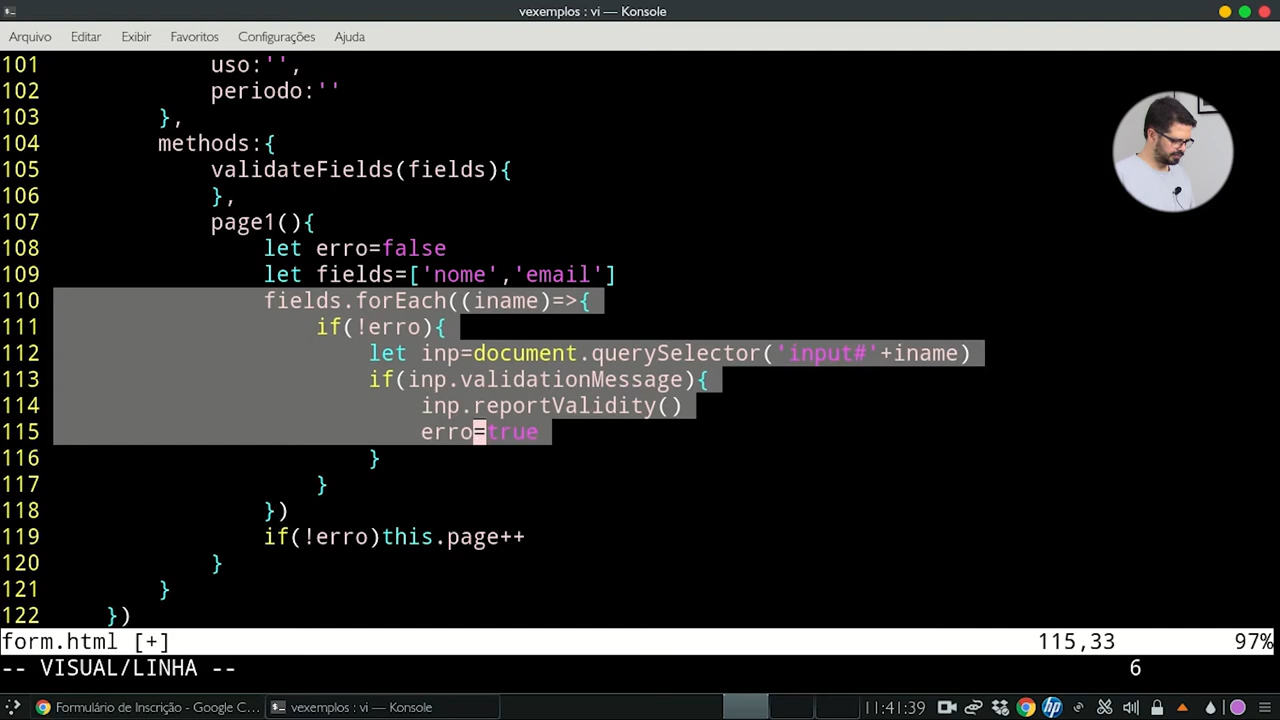 vexemplos : vi — Konsole
Arquivo Editar Exibir Favoritos Configurações Ajuda
101 uso:'',
102 periodo:''
103 },
104 methods:{
105 validateFields(fields){
106 },
107 page1(){
108 let erro=false
109 let fields=['nome','email']
110 fields.forEach((iname)=>{
111 if(!erro){
112 let inp=document.querySelector('input#'+iname)
113 if(inp.validationMessage){
114 inp.reportValidity()
115 erro=true
116 }
117 }
118 })
119 if(!erro)this.page++
120 }
121 }
122 })
form.html [+] 115,33 97%
-- VISUAL/LINHA -- 6
Formulário de Inscrição - Google C... vexemplos : vi — Konsole 11:41:39